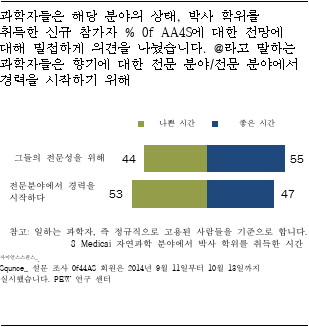 과학자들은 해당 분야의 상태, 박사 학위를
취득한 신규 참가자 % 0f AA4S에 대한 전망에
대해 밀접하게 의견을 나눴습니다. @라고 말하는
과학자들은 향기에 대한 전문 분야/전문 분야에서
경력을 시작하기 위해
나쁜 시간 좋은 시간
그들의 전문성을 위해 44 55
전문분야에서 경력을
시작하다 53 47
참고: 일하는 과학자, 즉 정규직으로 고용된 사람들을 기준으로 합니다.
8 Medicai 자연과학 분야에서 박사 학위를 취득한 시간
사이언스스쿤스_
Squnce_ 설문 조사 0f44AS 회원은 2014년 9월 11일부터 10월 13일까지
실시했습니다. PEW 연구 센터